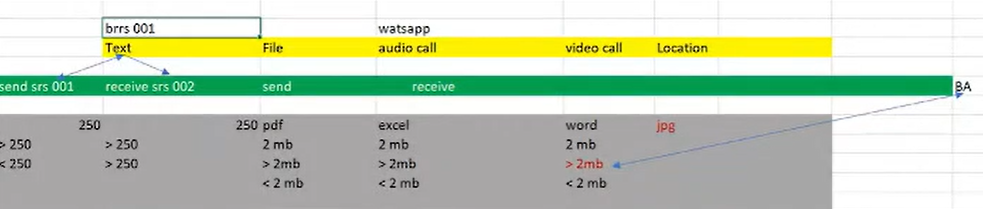 brrs 001 watsapp
Text File audio call video call Location
send srs 001 receive srs 002 send receive BA
250 250 pdf excel word jpg
> 250 > 250 2 mb 2 mb 2 mb
< 250 > 250 > 2mb > 2mb > 2mb
< 2 mb < 2 mb < 2 mb